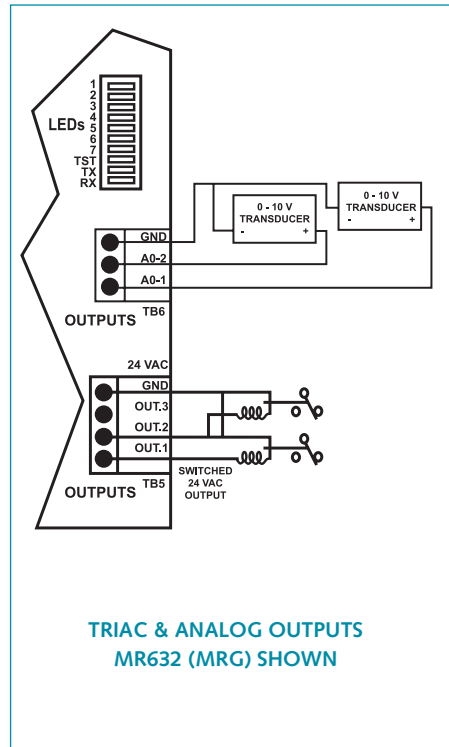 1
2
3
LEDs 4
5
6
7
TST
TX
RX
0 - 10 V
TRANSDUCER
- +
0 - 10 V
TRANSDUCER
- +
GND
A0-2
A0-1
OUTPUTS TB6
24 VAC
GND
OUT.3
OUT.2
OUT.1
OUTPUTS TB5
SWITCHED
24 VAC
OUTPUT
TRIAC & ANALOG OUTPUTS
MR632 (MRG) SHOWN